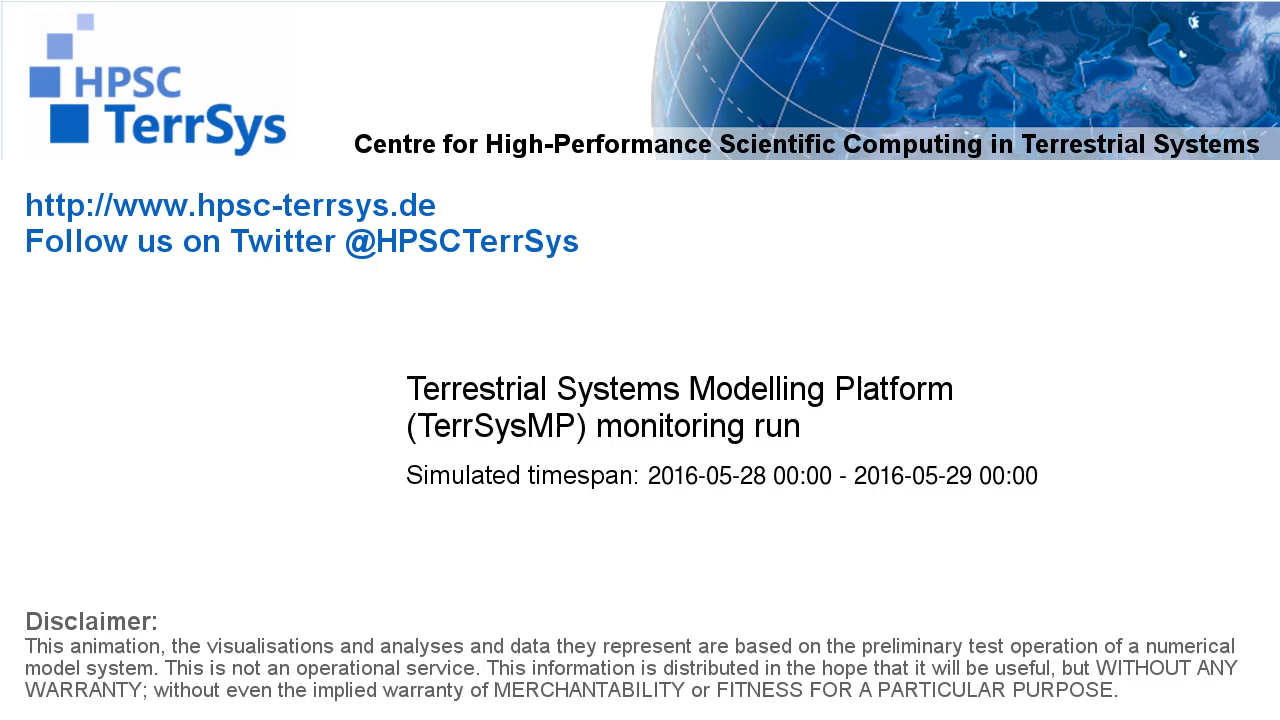 HPSC
TerrSys
Centre for High-Performance Scientific Computing in Terrestrial Systems
http://www.hpsc-terrsys.de
Follow us on Twitter @HPSCTerrSys
Terrestrial Systems Modelling Platform
(TerrSysMP) monitoring run
Simulated timespan: 2016-05-28 00:00 - 2016-05-29 00:00
Disclaimer:
This animation, the visualisations and analyses and data they represent are based on the preliminary test operation of a numerical
model system. This is not an operational service. This information is distributed in the hope that it will be useful, but WITHOUT ANY
WARRANTY; without even the implied warranty of MERCHANTABILITY or FITNESS FOR A PARTICULAR PURPOSE.